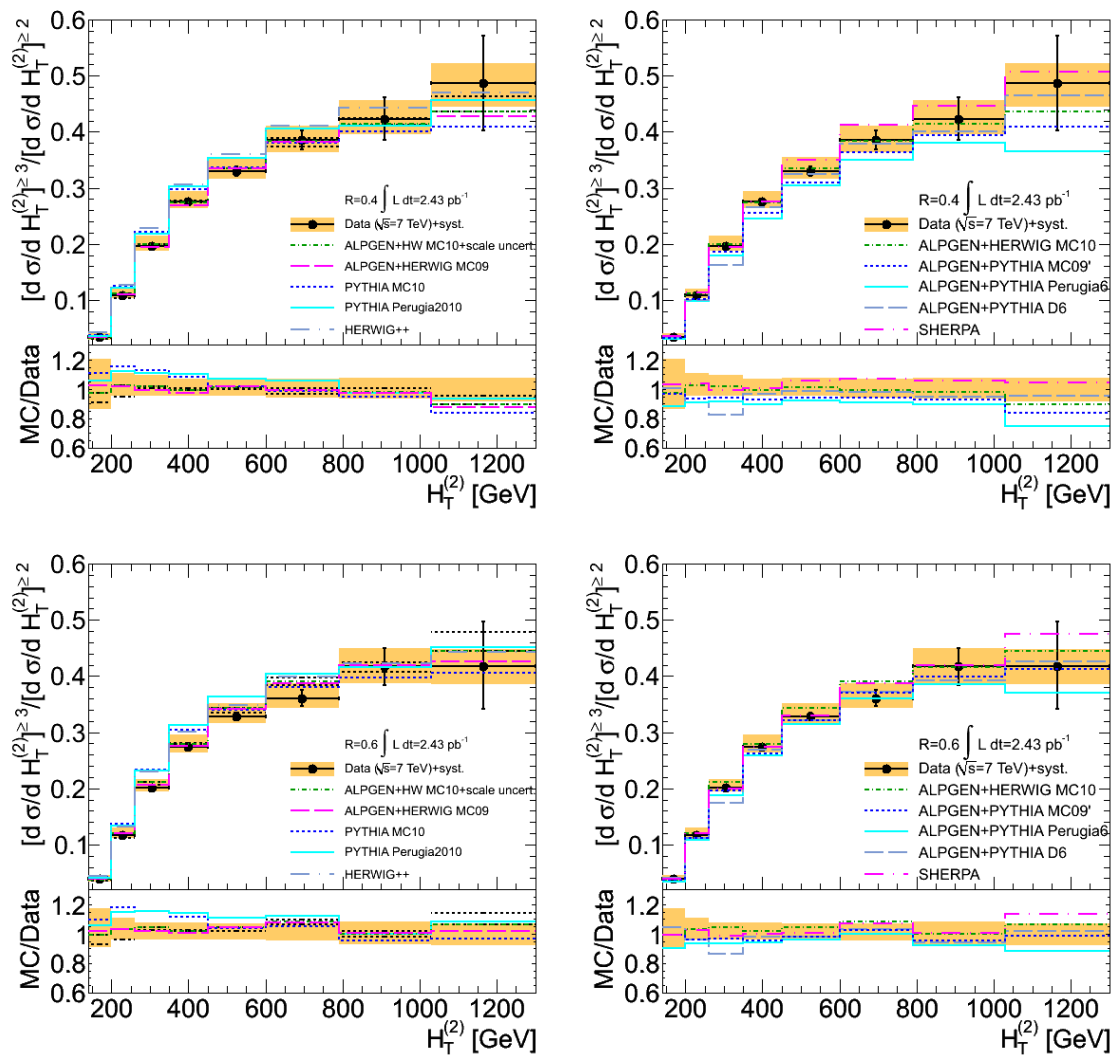 [d σ/d H_T^(2)]^≥3/[d σ/d H_T^(2)]^≥2
0.6
0.5
0.4
0.3
0.2
0.1
R=0.4 ∫ L dt=2.43 pb⁻¹
Data (√s=7 TeV)+syst.
ALPGEN+HW MC10+scale uncert.
ALPGEN+HERWIG MC09
PYTHIA MC10
PYTHIA Perugia2010
HERWIG++
MC/Data
1.2
1
0.8
0.6
200 400 600 800 1000 1200
H_T^(2) [GeV]
[d σ/d H_T^(2)]^≥3/[d σ/d H_T^(2)]^≥2
0.6
0.5
0.4
0.3
0.2
0.1
R=0.4 ∫ L dt=2.43 pb⁻¹
Data (√s=7 TeV)+syst.
ALPGEN+HERWIG MC10
ALPGEN+PYTHIA MC09'
ALPGEN+PYTHIA Perugia6
ALPGEN+PYTHIA D6
SHERPA
MC/Data
1.2
1
0.8
0.6
200 400 600 800 1000 1200
H_T^(2) [GeV]
[d σ/d H_T^(2)]^≥3/[d σ/d H_T^(2)]^≥2
0.6
0.5
0.4
0.3
0.2
0.1
R=0.6 ∫ L dt=2.43 pb⁻¹
Data (√s=7 TeV)+syst.
ALPGEN+HW MC10+scale uncert.
ALPGEN+HERWIG MC09
PYTHIA MC10
PYTHIA Perugia2010
HERWIG++
MC/Data
1.2
1
0.8
0.6
200 400 600 800 1000 1200
H_T^(2) [GeV]
[d σ/d H_T^(2)]^≥3/[d σ/d H_T^(2)]^≥2
0.6
0.5
0.4
0.3
0.2
0.1
R=0.6 ∫ L dt=2.43 pb⁻¹
Data (√s=7 TeV)+syst.
ALPGEN+HERWIG MC10
ALPGEN+PYTHIA MC09'
ALPGEN+PYTHIA Perugia6
ALPGEN+PYTHIA D6
SHERPA
MC/Data
1.2
1
0.8
0.6
200 400 600 800 1000 1200
H_T^(2) [GeV]